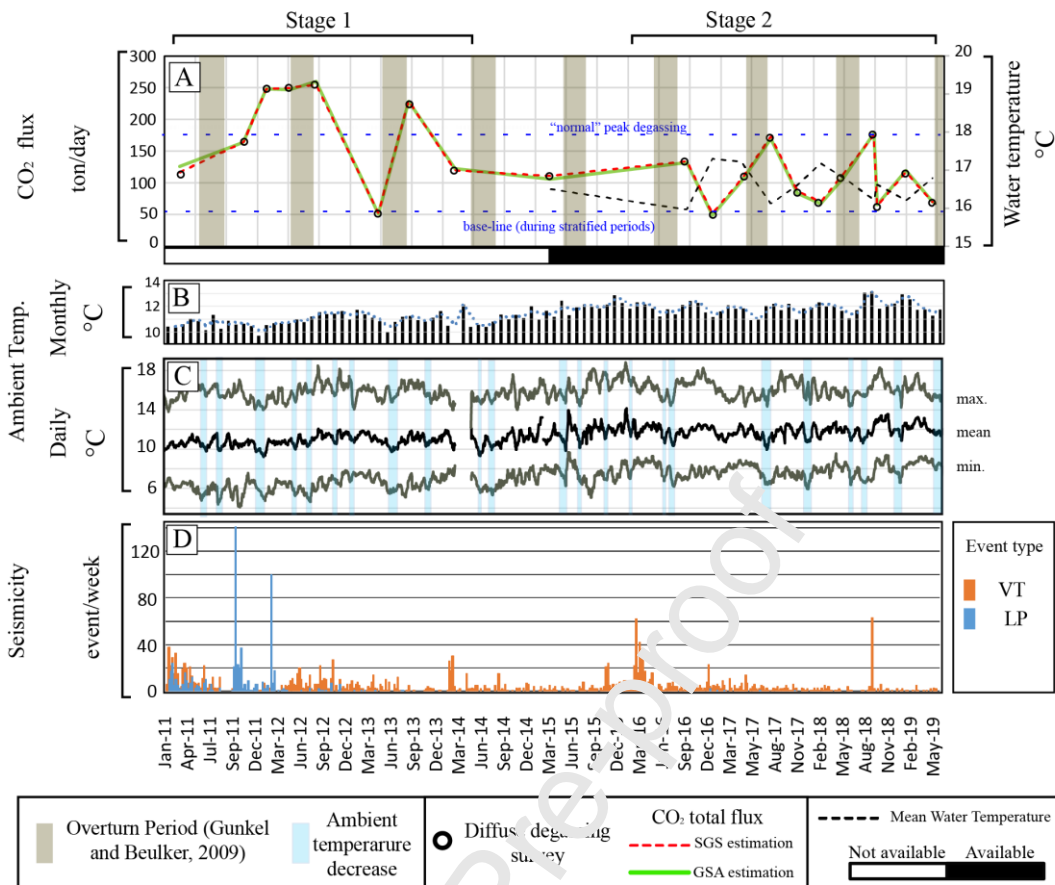 Stage 1
Stage 2
A
300
250
200
150
100
50
0
CO₂ flux
ton/day
20
19
18
17
16
15
Water temperature
°C
“normal” peak degassing
base-line (during stratified periods)
B
14
12
10
Ambient Temp.
Monthly
°C
C
18
14
10
6
Daily
°C
max.
mean
min.
D
120
80
40
0
Seismicity
event/week
Event type
VT
LP
Jan-11
Apr-11
Jul-11
Sep-11
Dec-11
Mar-12
Jun-12
Sep-12
Dec-12
Mar-13
Jun-13
Sep-13
Dec-13
Mar-14
Jun-14
Sep-14
Dec-14
Mar-15
Jun-15
Sep-15
Mar-16
Sep-16
Dec-16
Mar-17
May-17
Aug-17
Nov-17
Feb-18
May-18
Aug-18
Nov-18
Feb-19
May-19
Pre-proof
Overturn Period (Gunkel
and Beulker, 2009)
Ambient
temperarure
decrease
degassing
survey
CO₂ total flux
SGS estimation
GSA estimation
Mean Water Temperature
Not available
Available